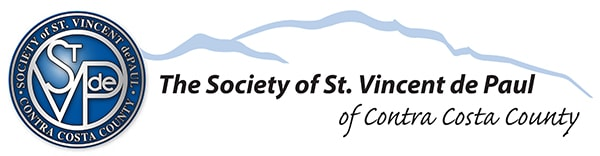 SOCIETY of ST. VINCENT dePAUL
• CONTRA COSTA COUNTY •
ST
V
P
de
The Society of St. Vincent de Paul
of Contra Costa County